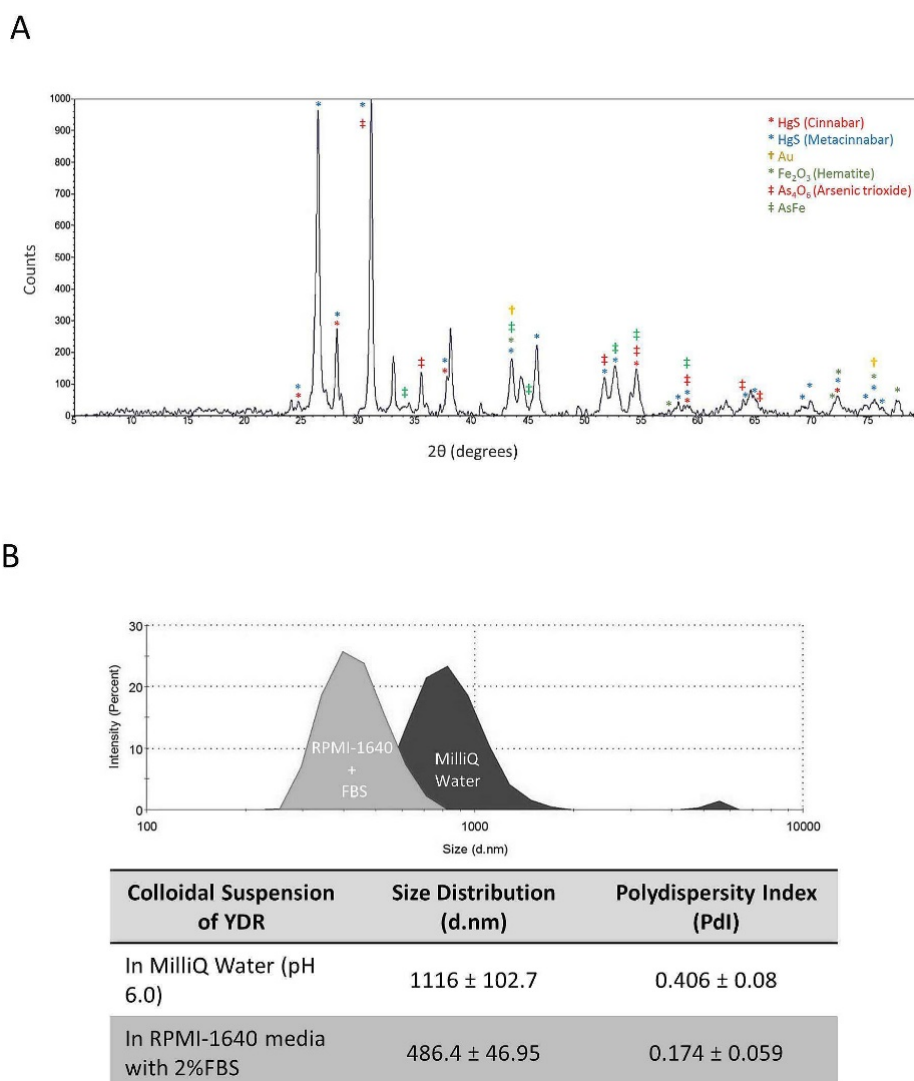 A
1000
900
800
700
600
500
400
300
200
100
0
Counts
5 10 15 20 25 30 35 40 45 50 55 60 65 70 75
2θ (degrees)
* HgS (Cinnabar)
* HgS (Metacinnabar)
† Au
* Fe₂O₃ (Hematite)
‡ As₄O₆ (Arsenic trioxide)
‡ AsFe
B
30
20
10
0
Intensity (Percent)
RPMI-1640
+
FBS
MilliQ
Water
100 1000 10000
Size (d.nm)
Colloidal Suspension of YDR Size Distribution (d.nm) Polydispersity Index (PdI)
In MilliQ Water (pH 6.0) 1116 ± 102.7 0.406 ± 0.08
In RPMI-1640 media with 2%FBS 486.4 ± 46.95 0.174 ± 0.059